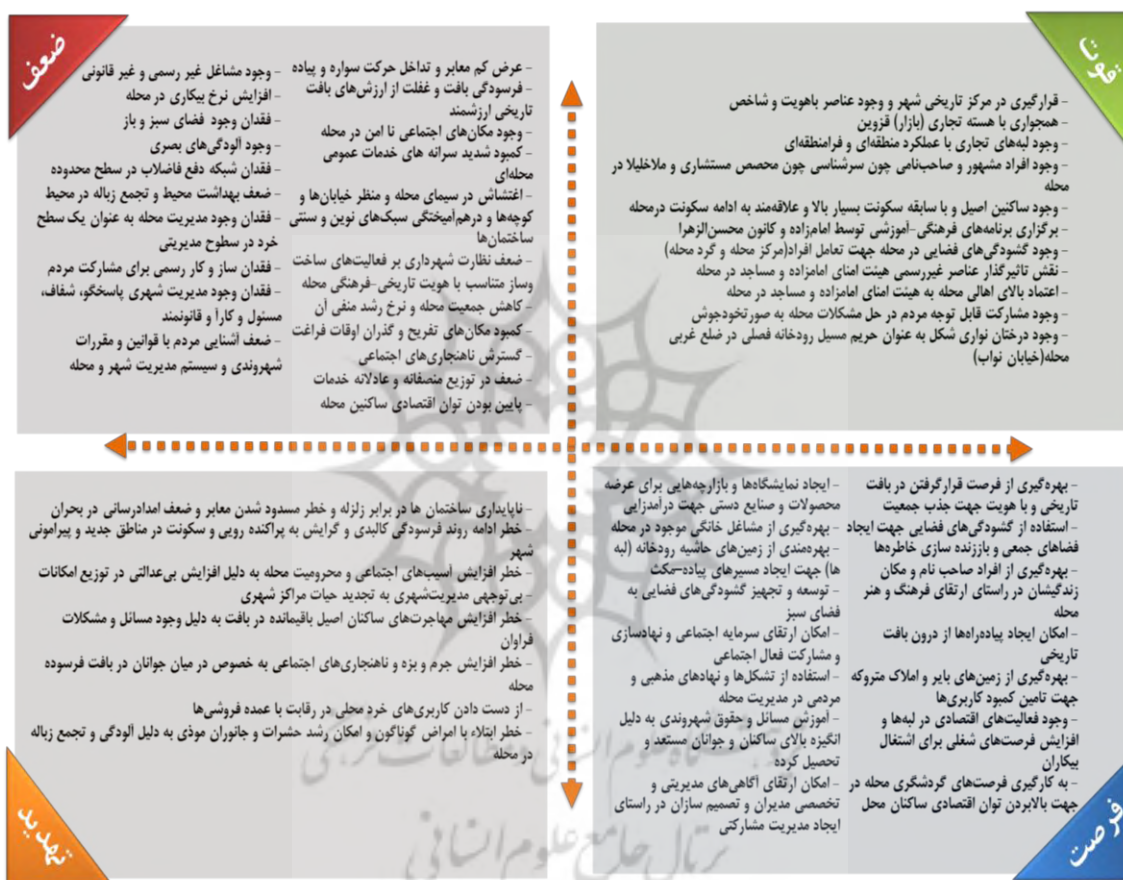 قوت
- قرارگیری در مرکز تاریخی شهر و وجود عناصر باهویت و شاخص
- همجواری با هسته تجاری (بازار) قزوین
- وجود لبه‌های تجاری با عملکرد منطقه‌ای و فرامنطقه‌ای
- وجود افراد مشهور و صاحب‌نامی چون سرشناسی چون محصص مستشاری و ملاخلیلا در
محله
- وجود ساکنین اصیل و با سابقه سکونت بسیار بالا و علاقه‌مند به ادامه سکونت درمحله
- برگزاری برنامه‌های فرهنگی-آموزشی توسط امام‌زاده و کانون محسن‌الزهرا
- وجود گشودگی‌های فضایی در محله جهت تعامل افراد(مرکز محله و گرد محله)
- نقش تاثیرگذار عناصر غیررسمی هیئت امنای امامزاده و مساجد در محله
- اعتماد بالای اهالی محله به هیئت امنای امامزاده و مساجد در محله
- وجود مشارکت قابل توجه مردم در حل مشکلات محله به صورتخودجوش
- وجود درختان نواری شکل به عنوان حریم مسیل رودخانه فصلی در ضلع غربی
محله(خیابان نواب)
ضعف
- عرض کم معابر و تداخل حرکت سواره و پیاده
- فرسودگی بافت و غفلت از ارزش‌های بافت
تاریخی ارزشمند
- وجود مکان‌های اجتماعی نا امن در محله
- کمبود شدید سرانه های خدمات عمومی
محله‌ای
- اغتشاش در سیمای محله و منظر خیابان‌ها و
کوچه‌ها و درهم‌آمیختگی سبک‌های نوین و سنتی
ساختمان‌ها
- ضعف نظارت شهرداری بر فعالیت‌های ساخت
وساز متناسب با هویت تاریخی-فرهنگی محله
- کاهش جمعیت محله و نرخ رشد منفی آن
- کمبود مکان‌های تفریح و گذران اوقات فراغت
- گسترش ناهنجاری‌های اجتماعی
- ضعف در توزیع منصفانه و عادلانه خدمات
- پایین بودن توان اقتصادی ساکنین محله
- وجود مشاغل غیر رسمی و غیر قانونی
- افزایش نرخ بیکاری در محله
- فقدان وجود فضای سبز و باز
- وجود آلودگی‌های بصری
- فقدان شبکه دفع فاضلاب در سطح محدوده
- ضعف بهداشت محیط و تجمع زباله در محیط
- فقدان وجود مدیریت محله به عنوان یک سطح
خرد در سطوح مدیریتی
- فقدان ساز و کار رسمی برای مشارکت مردم
- فقدان وجود مدیریت شهری پاسخگو، شفاف،
مسئول و کارآ و قانونمند
- ضعف آشنایی مردم با قوانین و مقررات
شهروندی و سیستم مدیریت شهر و محله
- بهره‌گیری از فرصت قرارگرفتن در بافت
تاریخی و با هویت جهت جذب جمعیت
- استفاده از گشودگی‌های فضایی جهت ایجاد
فضاهای جمعی و باززنده سازی خاطره‌ها
- بهره‌گیری از افراد صاحب نام و مکان
زندگیشان در راستای ارتقای فرهنگ و هنر
محله
- امکان ایجاد پیاده‌راه‌ها از درون بافت
تاریخی
- بهره‌گیری از زمین‌های بایر و املاک متروکه
جهت تامین کمبود کاربری‌ها
- وجود فعالیت‌های اقتصادی در لبه‌ها و
افزایش فرصت‌های شغلی برای اشتغال
بیکاران
- به کارگیری فرصت‌های گردشگری محله در
جهت بالابردن توان اقتصادی ساکنان محل
- ایجاد نمایشگاه‌ها و بازارچه‌هایی برای عرضه
محصولات و صنایع دستی جهت درآمدزایی
- بهره‌گیری از مشاغل خانگی موجود در محله
- بهره‌مندی از زمین‌های حاشیه رودخانه (لبه
ها) جهت ایجاد مسیرهای پیاده-مکث
- توسعه و تجهیز گشودگی‌های فضایی به
فضای سبز
- امکان ارتقای سرمایه اجتماعی و نهادسازی
و مشارکت فعال اجتماعی
- استفاده از تشکل‌ها و نهادهای مذهبی و
مردمی در مدیریت محله
- آموزش مسائل و حقوق شهروندی به دلیل
انگیزه بالای ساکنان و جوانان مستعد و
تحصیل کرده
- امکان ارتقای آگاهی‌های مدیریتی و
تخصصی مدیران و تصمیم سازان در راستای
ایجاد مدیریت مشارکتی
فرصت
- ناپایداری ساختمان ها در برابر زلزله و خطر مسدود شدن معابر و ضعف امدادرسانی در بحران
- خطر ادامه روند فرسودگی کالبدی و گرایش به پراکنده رویی و سکونت در مناطق جدید و پیرامونی
شهر
- خطر افزایش آسیب‌های اجتماعی و محرومیت محله به دلیل افزایش بی‌عدالتی در توزیع امکانات
- بی‌توجهی مدیریت‌شهری به تجدید حیات مراکز شهری
- خطر افزایش مهاجرت‌های ساکنان اصیل باقیمانده در بافت به دلیل وجود مسائل و مشکلات
فراوان
- خطر افزایش جرم و بزه و ناهنجاری‌های اجتماعی به خصوص در میان جوانان در بافت فرسوده
محله
- از دست دادن کاربری‌های خرد محلی در رقابت با عمده فروشی‌ها
- خطر ابتلاء با امراض گوناگون و امکان رشد حشرات و جانوران موذی به دلیل آلودگی و تجمع زباله
در محله
تهدید
پژوهشگاه علوم انسانی و مطالعات فرهنگی
پرتال جامع علوم انسانی